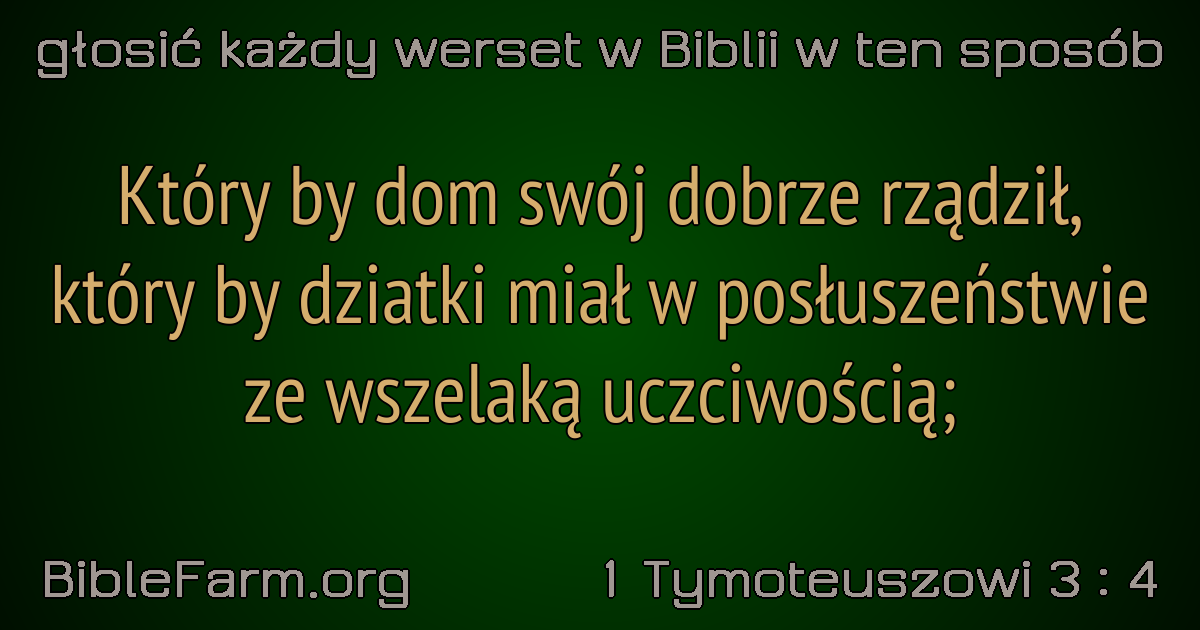 głosić każdy werset w Biblii w ten sposób
Który by dom swój dobrze rządził,
który by dziatki miał w posłuszeństwie
ze wszelaką uczciwością;
BibleFarm.org
1 Tymoteuszowi 3 : 4